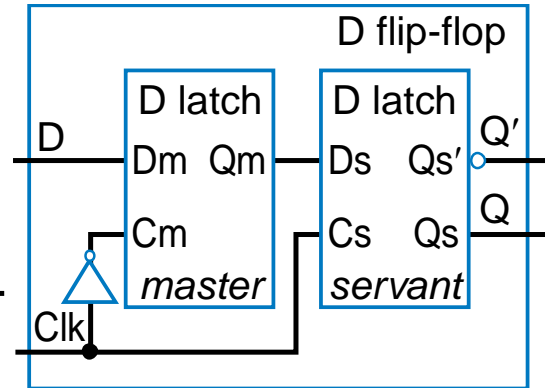 D flip-flop
D latch
D latch
D
Dm
Qm
Ds
Qs′
Q′
Cm
Cs
Qs
Q
master
servant
Clk